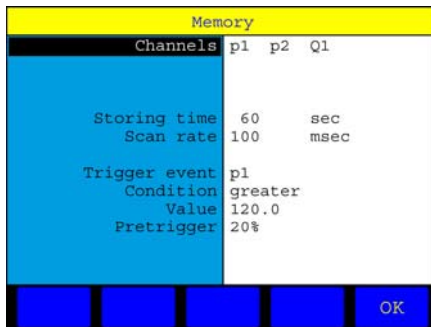 Memory
Channels p1 p2 Q1
Storing time 60 sec
Scan rate 100 msec
Trigger event p1
Condition greater
Value 120.0
Pretrigger 20%
OK